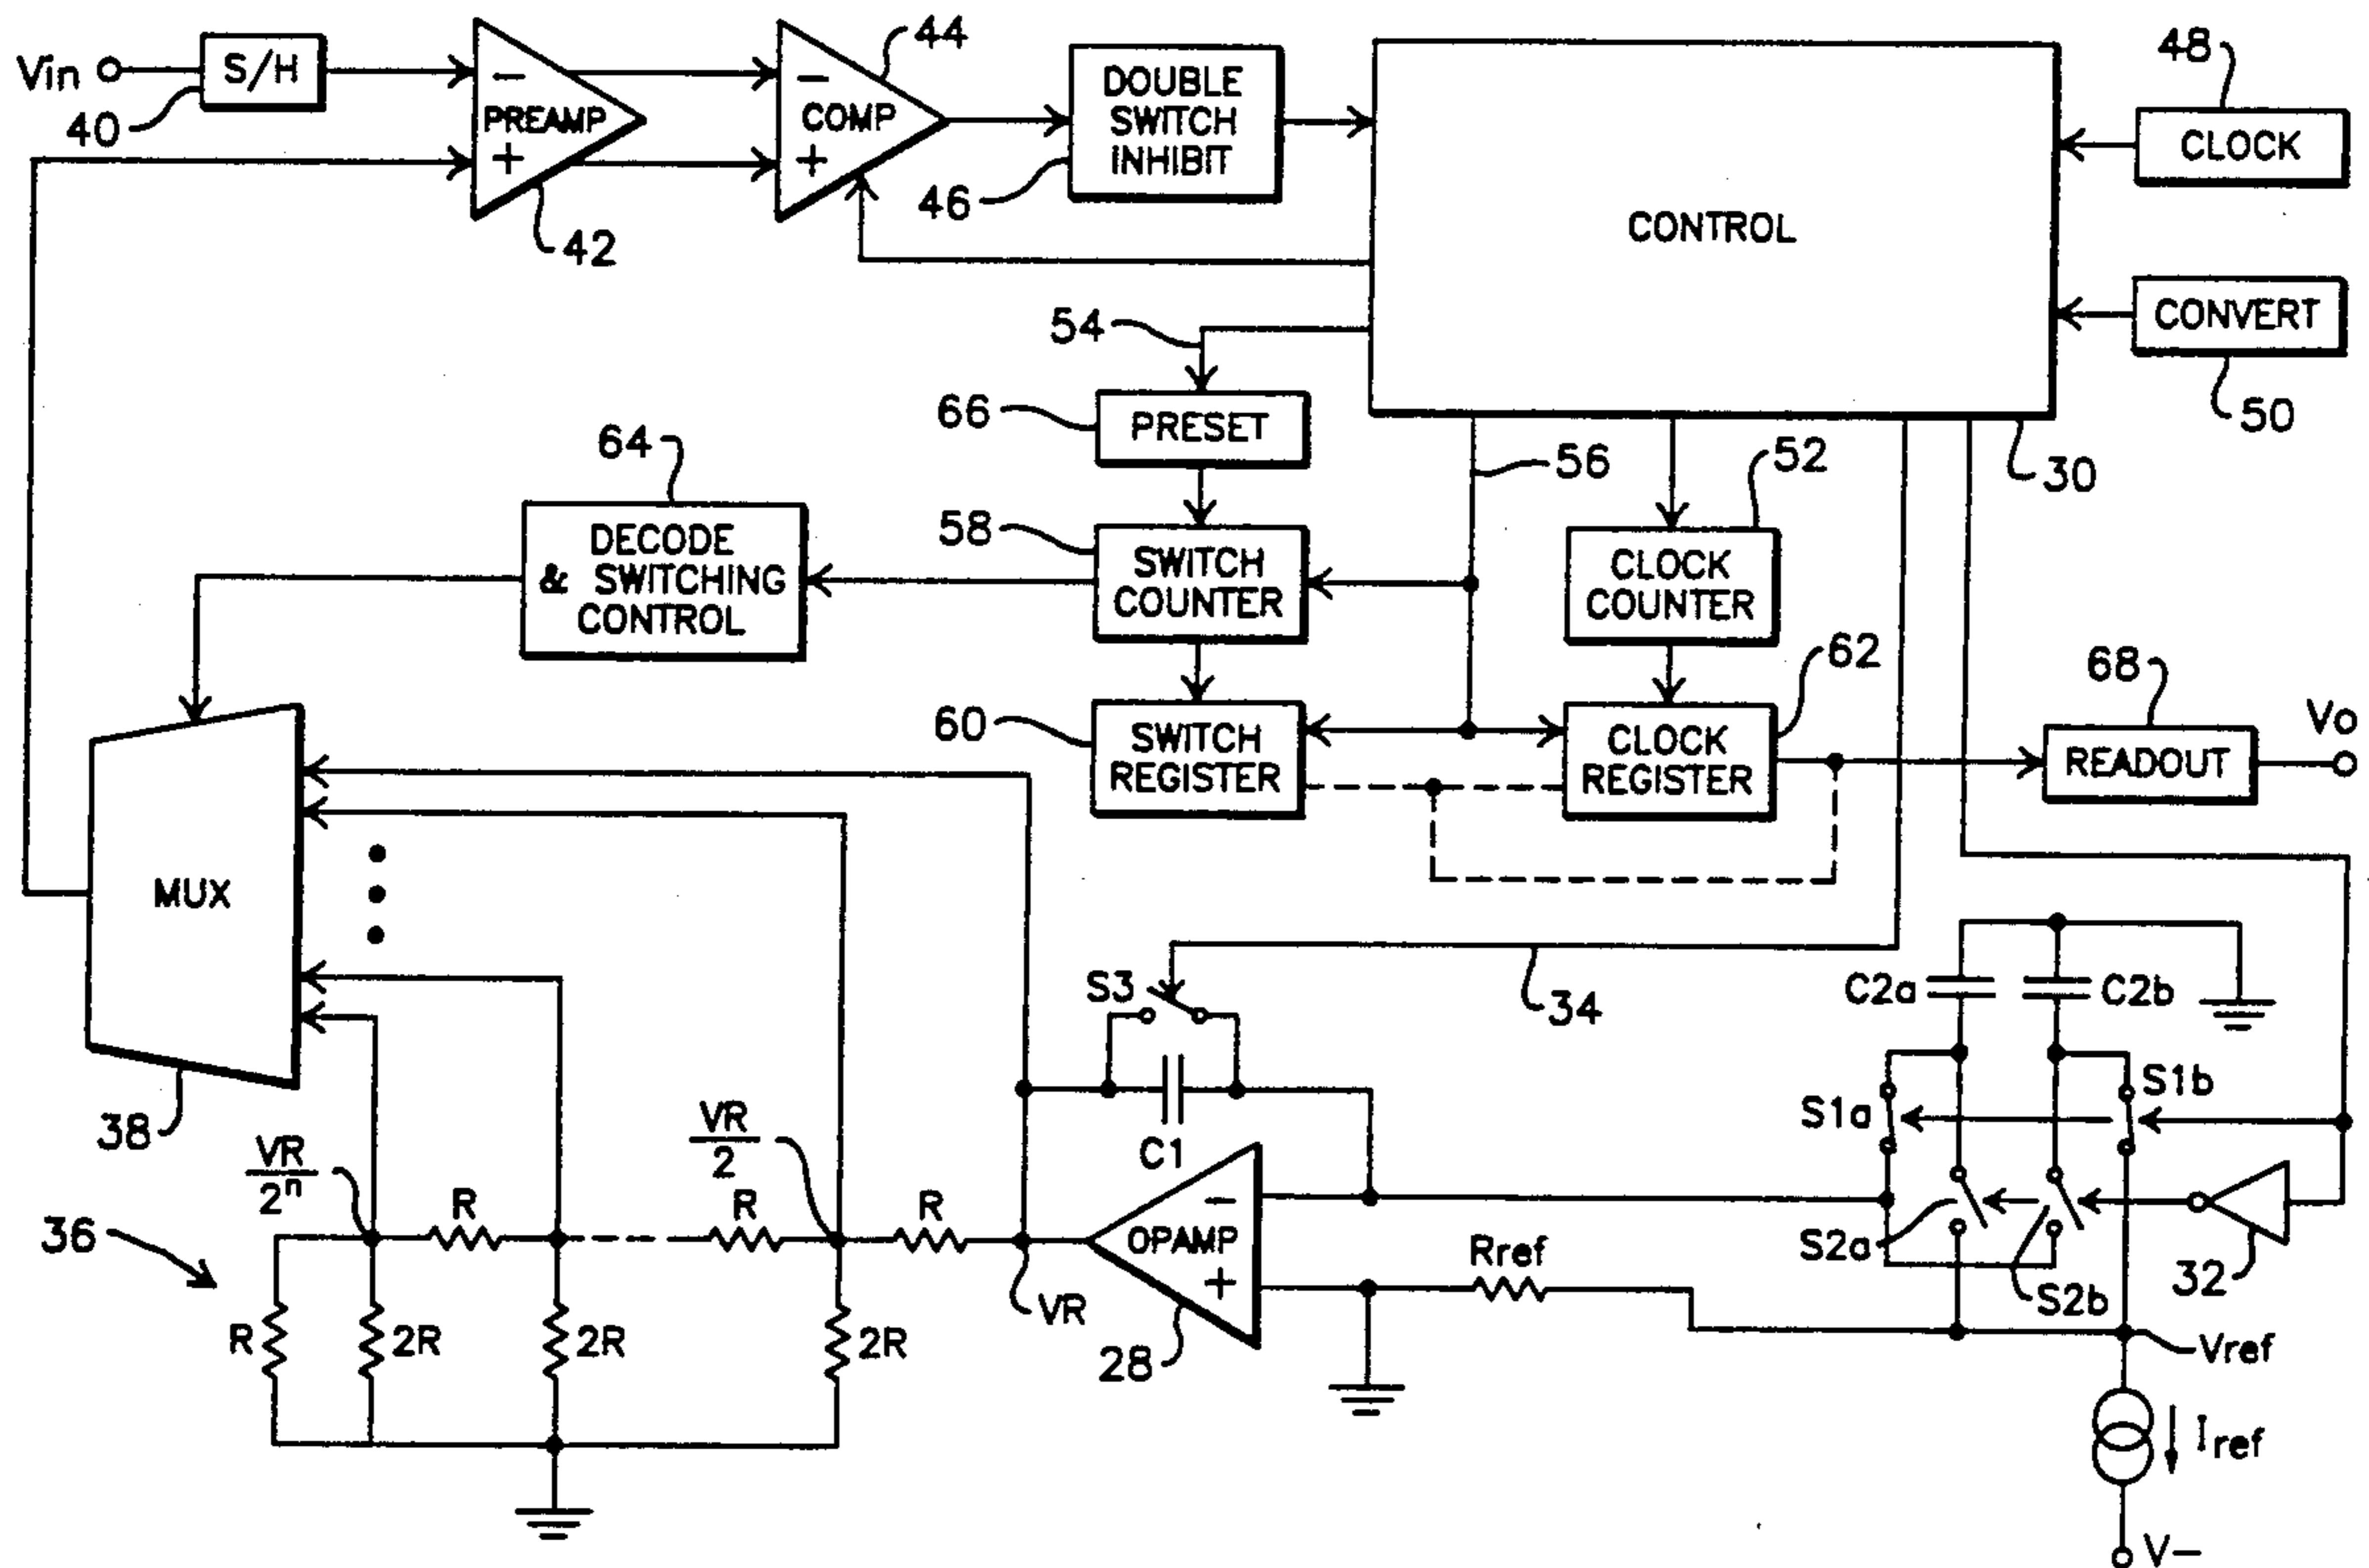 Vin
S/H
40
−
PREAMP
+
42
44
−
COMP
+
DOUBLE
SWITCH
INHIBIT
46
CONTROL
48
CLOCK
CONVERT
50
30
54
66
PRESET
56
52
64
DECODE
& SWITCHING
CONTROL
58
SWITCH
COUNTER
CLOCK
COUNTER
60
SWITCH
REGISTER
62
CLOCK
REGISTER
68
READOUT
Vo
MUX
38
34
S3
C1
C2a
C2b
S1a
S1b
S2a
S2b
32
VR
2ⁿ
VR
2
R
R
R
36
R
2R
2R
2R
VR
−
OPAMP
+
28
Rref
Vref
Iref
V−